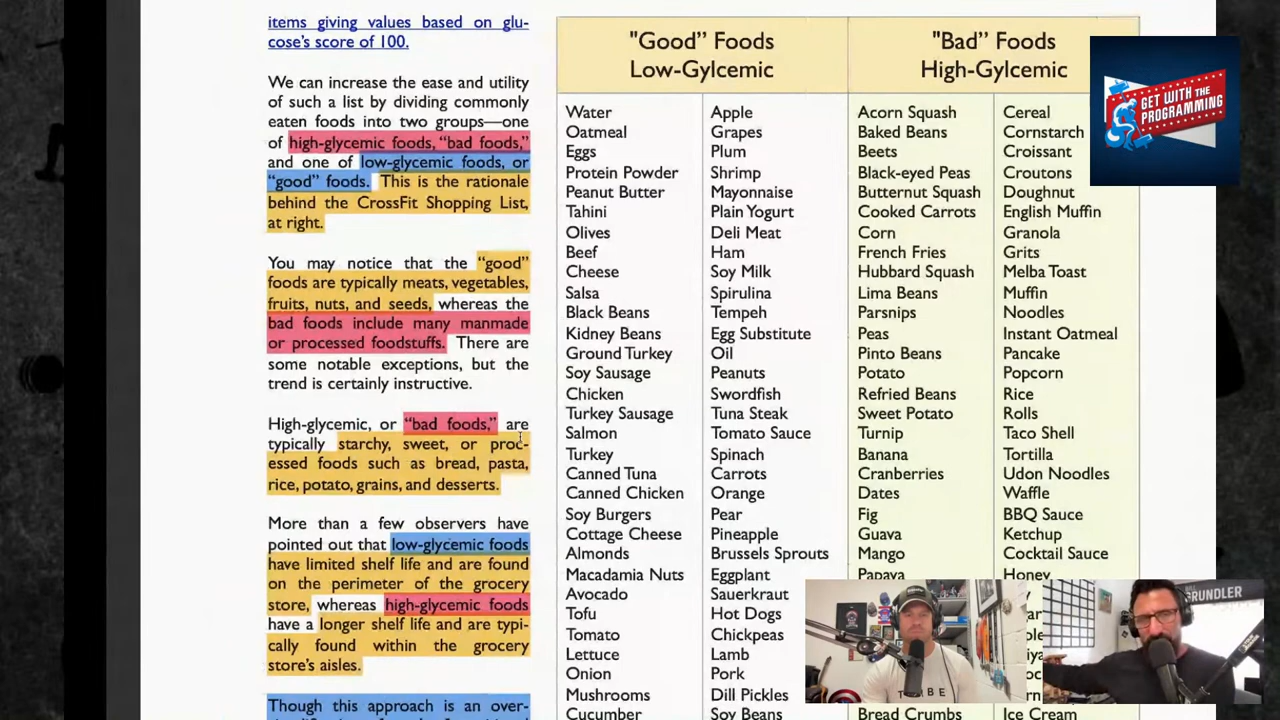 items giving values based on glu-
cose's score of 100.
We can increase the ease and utility
of such a list by dividing commonly
eaten foods into two groups—one
of high-glycemic foods, "bad foods,"
and one of low-glycemic foods, or
"good" foods. This is the rationale
behind the CrossFit Shopping List,
at right.
You may notice that the "good"
foods are typically meats, vegetables,
fruits, nuts, and seeds, whereas the
bad foods include many manmade
or processed foodstuffs. There are
some notable exceptions, but the
trend is certainly instructive.
High-glycemic, or "bad foods," are
typically starchy, sweet, or proc-
essed foods such as bread, pasta,
rice, potato, grains, and desserts.
More than a few observers have
pointed out that low-glycemic foods
have limited shelf life and are found
on the perimeter of the grocery
store, whereas high-glycemic foods
have a longer shelf life and are typi-
cally found within the grocery
store's aisles.
Though this approach is an over-
"Good" Foods
Low-Gylcemic
Water
Oatmeal
Eggs
Protein Powder
Peanut Butter
Tahini
Olives
Beef
Cheese
Salsa
Black Beans
Kidney Beans
Ground Turkey
Soy Sausage
Chicken
Turkey Sausage
Salmon
Turkey
Canned Tuna
Canned Chicken
Soy Burgers
Cottage Cheese
Almonds
Macadamia Nuts
Avocado
Tofu
Tomato
Lettuce
Onion
Mushrooms
Cucumber
Apple
Grapes
Plum
Shrimp
Mayonnaise
Plain Yogurt
Deli Meat
Ham
Soy Milk
Spirulina
Tempeh
Egg Substitute
Oil
Peanuts
Swordfish
Tuna Steak
Tomato Sauce
Spinach
Carrots
Orange
Pear
Pineapple
Brussels Sprouts
Eggplant
Sauerkraut
Hot Dogs
Chickpeas
Lamb
Pork
Dill Pickles
Soy Beans
"Bad" Foods
High-Gylcemic
Acorn Squash
Baked Beans
Beets
Black-eyed Peas
Butternut Squash
Cooked Carrots
Corn
French Fries
Hubbard Squash
Lima Beans
Parsnips
Peas
Pinto Beans
Potato
Refried Beans
Sweet Potato
Turnip
Banana
Cranberries
Dates
Fig
Guava
Mango
Papaya
Bread Crumbs
Cereal
Cornstarch
Croissant
Croutons
Doughnut
English Muffin
Granola
Grits
Melba Toast
Muffin
Noodles
Instant Oatmeal
Pancake
Popcorn
Rice
Rolls
Taco Shell
Tortilla
Udon Noodles
Waffle
BBQ Sauce
Ketchup
Cocktail Sauce
Honey
Ice Cream
GET WITH THE
PROGRAMMING
GRUNDLER